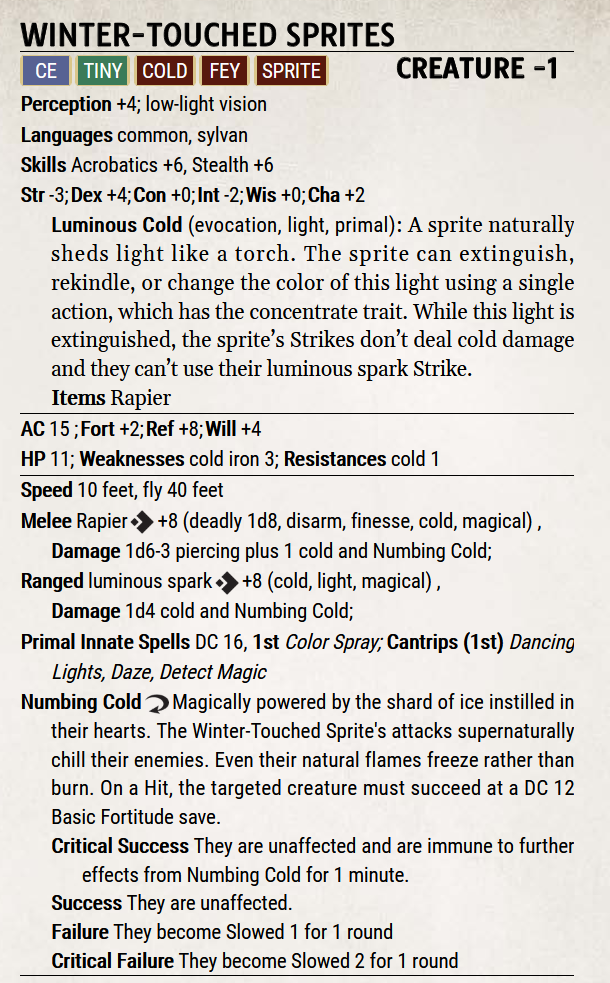 WINTER-TOUCHED SPRITES
CE TINY COLD FEY SPRITE CREATURE -1
Perception +4; low-light vision
Languages common, sylvan
Skills Acrobatics +6, Stealth +6
Str -3; Dex +4; Con +0; Int -2; Wis +0; Cha +2
Luminous Cold (evocation, light, primal): A sprite naturally
sheds light like a torch. The sprite can extinguish,
rekindle, or change the color of this light using a single
action, which has the concentrate trait. While this light is
extinguished, the sprite's Strikes don't deal cold damage
and they can't use their luminous spark Strike.
Items Rapier
AC 15 ; Fort +2; Ref +8; Will +4
HP 11; Weaknesses cold iron 3; Resistances cold 1
Speed 10 feet, fly 40 feet
Melee Rapier +8 (deadly 1d8, disarm, finesse, cold, magical) ,
Damage 1d6-3 piercing plus 1 cold and Numbing Cold;
Ranged luminous spark +8 (cold, light, magical) ,
Damage 1d4 cold and Numbing Cold;
Primal Innate Spells DC 16, 1st Color Spray; Cantrips (1st) Dancing
Lights, Daze, Detect Magic
Numbing Cold Magically powered by the shard of ice instilled in
their hearts. The Winter-Touched Sprite's attacks supernaturally
chill their enemies. Even their natural flames freeze rather than
burn. On a Hit, the targeted creature must succeed at a DC 12
Basic Fortitude save.
Critical Success They are unaffected and are immune to further
effects from Numbing Cold for 1 minute.
Success They are unaffected.
Failure They become Slowed 1 for 1 round
Critical Failure They become Slowed 2 for 1 round